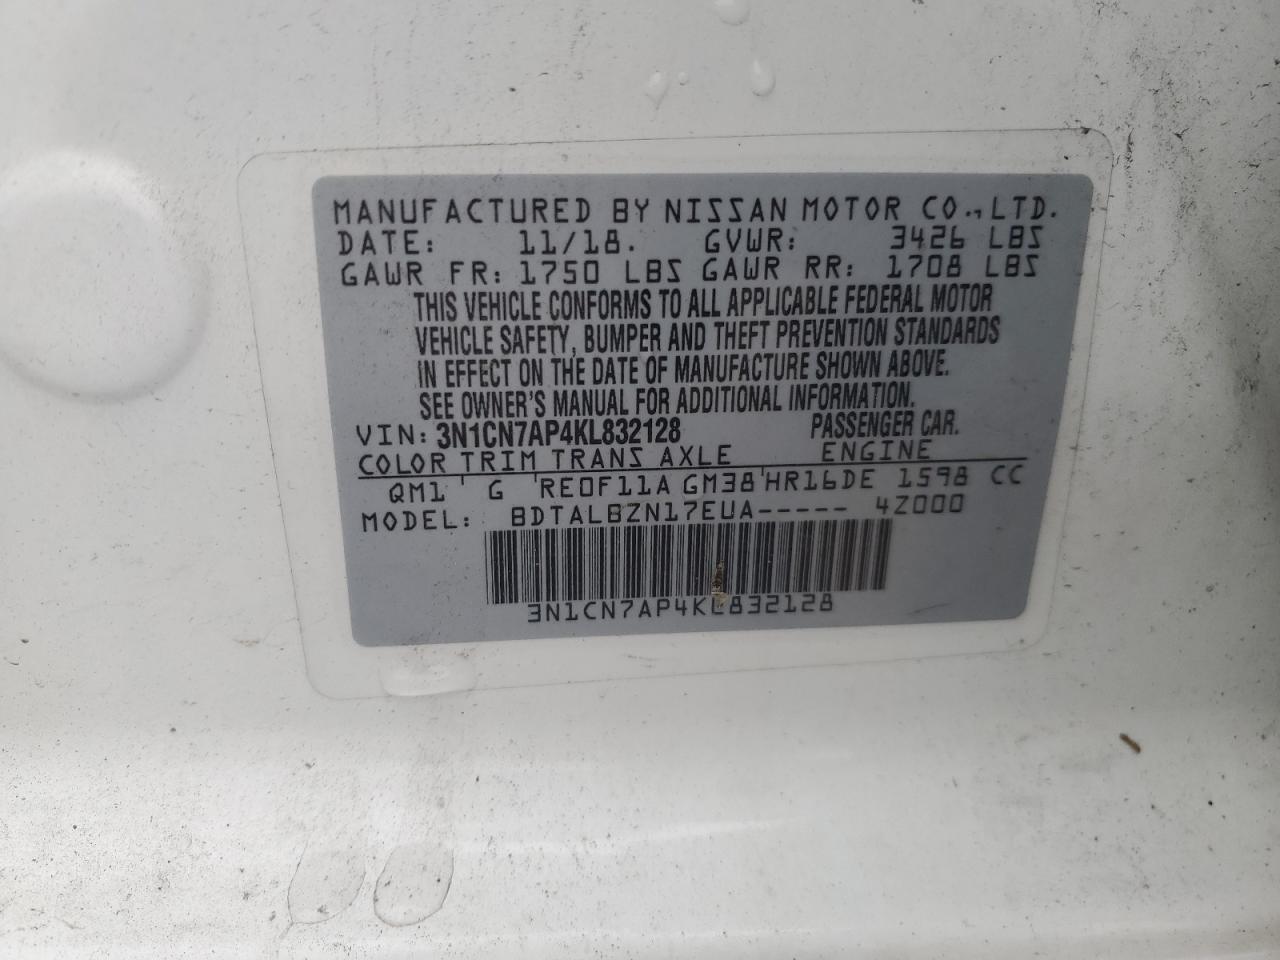 MANUFACTURED BY NISSAN MOTOR CO., LTD.
DATE: 11/18. GVWR: 3426 LBS
GAWR FR: 1750 LBS GAWR RR: 1708 LBS
THIS VEHICLE CONFORMS TO ALL APPLICABLE FEDERAL MOTOR
VEHICLE SAFETY, BUMPER AND THEFT PREVENTION STANDARDS
IN EFFECT ON THE DATE OF MANUFACTURE SHOWN ABOVE.
SEE OWNER'S MANUAL FOR ADDITIONAL INFORMATION.
VIN: 3N1CN7AP4KL832128 PASSENGER CAR.
COLOR TRIM TRANS AXLE ENGINE
QM1 ' G ' RE0F11A GM38 ' HR16DE 1598 CC
MODEL: BDTALBZN17EUA----- 4Z000
3N1CN7AP4KL832128